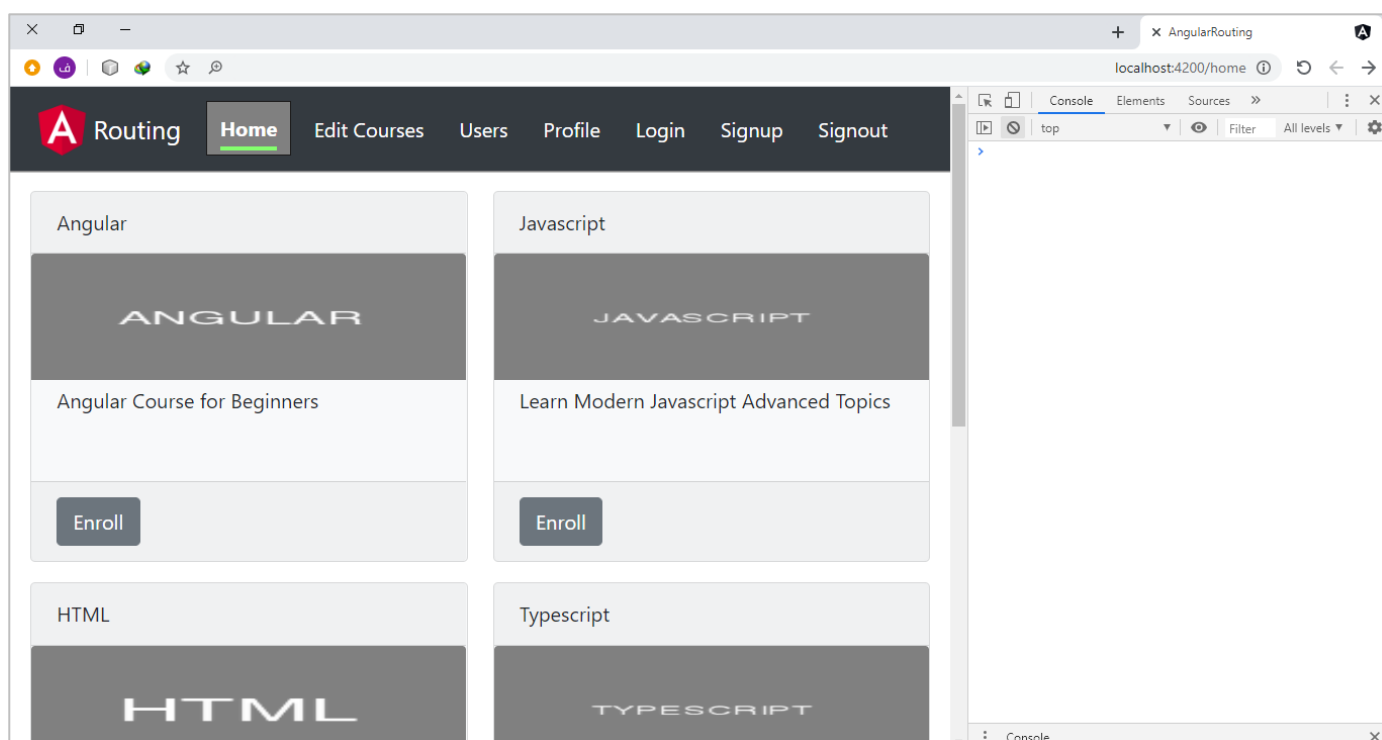 AngularRouting
ف
localhost:4200/home
Routing Home Edit Courses Users Profile Login Signup Signout
Console Elements Sources
top Filter All levels
Angular
ANGULAR
Angular Course for Beginners
Enroll
Javascript
JAVASCRIPT
Learn Modern Javascript Advanced Topics
Enroll
HTML
HTML
Typescript
TYPESCRIPT
Console